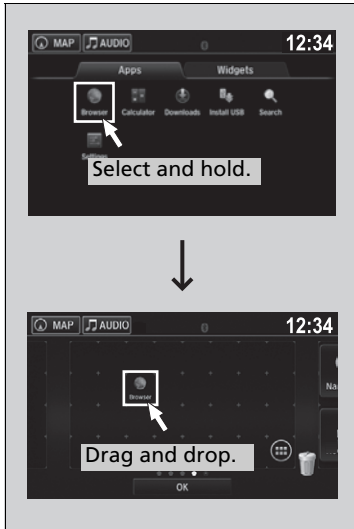 MAP AUDIO 12:34
Apps Widgets
Browser Calculator Downloads Install USB Search
Settings
Select and hold.
MAP AUDIO 12:34
Browser
Drag and drop.
OK